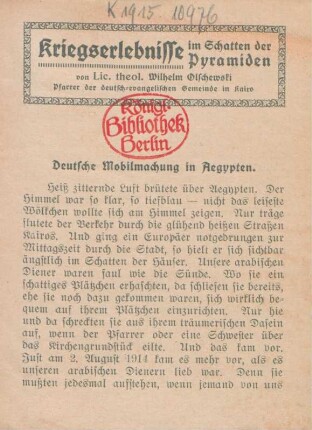 K 1915. 10976
Kriegserlebnisse im Schatten der
Pyramiden
von Lic. theol. Wilhelm Olschewski
Pfarrer der deutsch-evangelischen Gemeinde in Kairo
Königl.
Bibliothek
Berlin
Deutsche Mobilmachung in Aegypten.
Heiß zitternde Luft brütete über Aegypten. Der
Himmel war so klar, so tiefblau — nicht das leiseste
Wölkchen wollte sich am Himmel zeigen. Nur träge
flutete der Verkehr durch die glühend heißen Straßen
Kairos. Und ging ein Europäer notgedrungen zur
Mittagszeit durch die Stadt, so hielt er sich sichtbar
ängstlich im Schatten der Häuser. Unsere arabischen
Diener waren faul wie die Sünde. Wo sie ein
schattiges Plätzchen erhaschten, da schliefen sie bereits,
ehe sie noch dazu gekommen waren, sich wirklich be-
quem auf ihrem Plätzchen einzurichten. Nur hie
und da schreckten sie aus ihrem träumerischen Dasein
auf, wenn der Pfarrer oder eine Schwester über
das Kirchengrundstück eilte. Und das kam vor.
Just am 2. August 1914 kam es mehr vor, als es
unseren arabischen Dienern lieb war. Denn sie
mußten jedesmal aufstehen, wenn jemand von uns